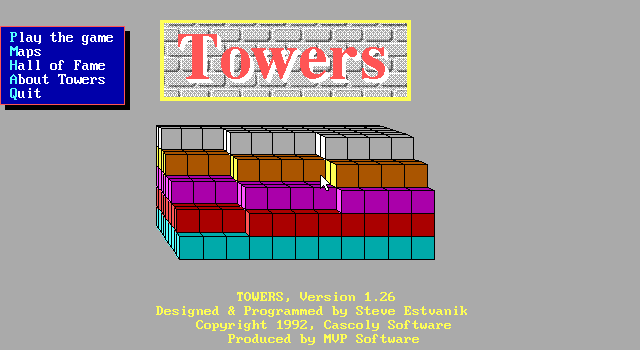 Play the game
Maps
Hall of Fame
About Towers
Quit
Towers
TOWERS, Version 1.26
Designed & Programmed by Steve Estvanik
Copyright 1992, Cascoly Software
Produced by MVP Software